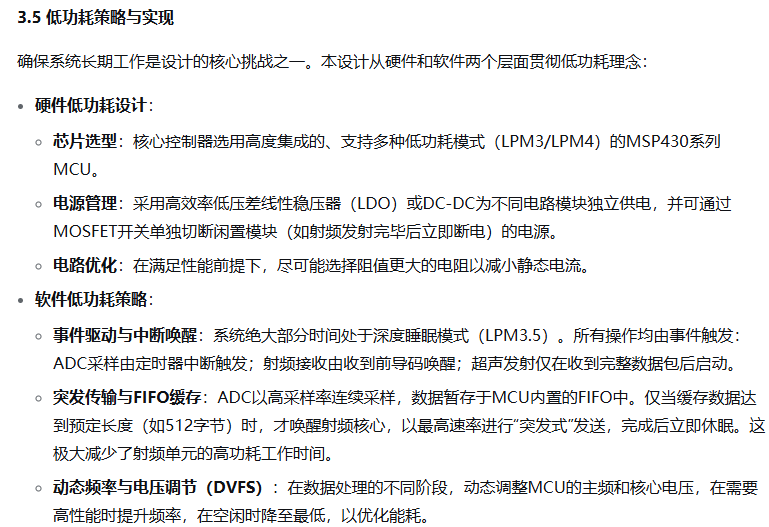 3.5 低功耗策略与实现
确保系统长期工作是设计的核心挑战之一。本设计从硬件和软件两个层面贯彻低功耗理念：
硬件低功耗设计：
芯片选型：核心控制器选用高度集成的、支持多种低功耗模式（LPM3/LPM4）的MSP430系列
MCU。
电源管理：采用高效率低压差线性稳压器（LDO）或DC-DC为不同电路模块独立供电，并可通过
MOSFET开关单独切断闲置模块（如射频发射完毕后立即断电）的电源。
电路优化：在满足性能前提下，尽可能选择阻值更大的电阻以减小静态电流。
软件低功耗策略：
事件驱动与中断唤醒：系统绝大部分时间处于深度睡眠模式（LPM3.5）。所有操作均由事件触发：
ADC采样由定时器中断触发；射频接收由收到前导码唤醒；超声发射仅在收到完整数据包后启动。
突发传输与FIFO缓存：ADC以高采样率连续采样，数据暂存于MCU内置的FIFO中。仅当缓存数据达
到预定长度（如512字节）时，才唤醒射频核心，以最高速率进行“突发式”发送，完成后立即休眠。这
极大减少了射频单元的高功耗工作时间。
动态频率与电压调节（DVFS）：在数据处理的不同阶段，动态调整MCU的主频和核心电压，在需要
高性能时提升频率，在空闲时降至最低，以优化能耗。